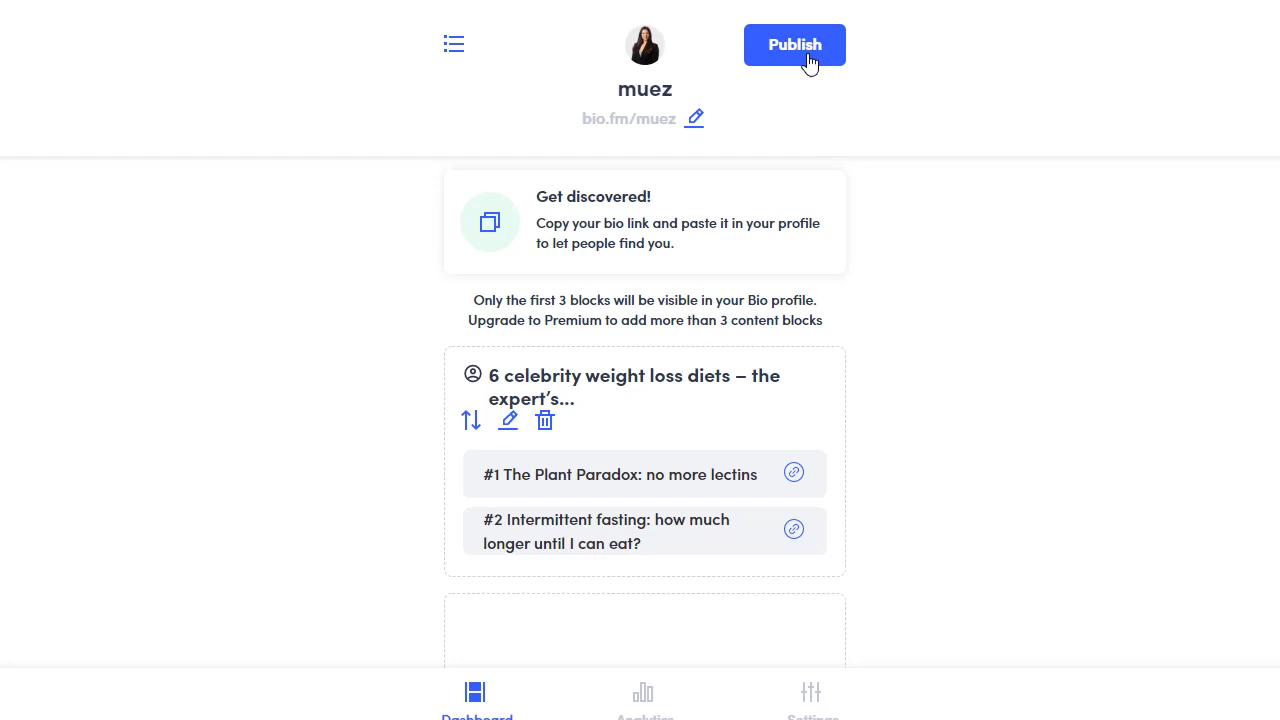 Publish
muez
bio.fm/muez
Get discovered!
Copy your bio link and paste it in your profile
to let people find you.
Only the first 3 blocks will be visible in your Bio profile.
Upgrade to Premium to add more than 3 content blocks
6 celebrity weight loss diets – the
expert’s...
#1 The Plant Paradox: no more lectins
#2 Intermittent fasting: how much
longer until I can eat?
Dashboard
Analytics
Settings